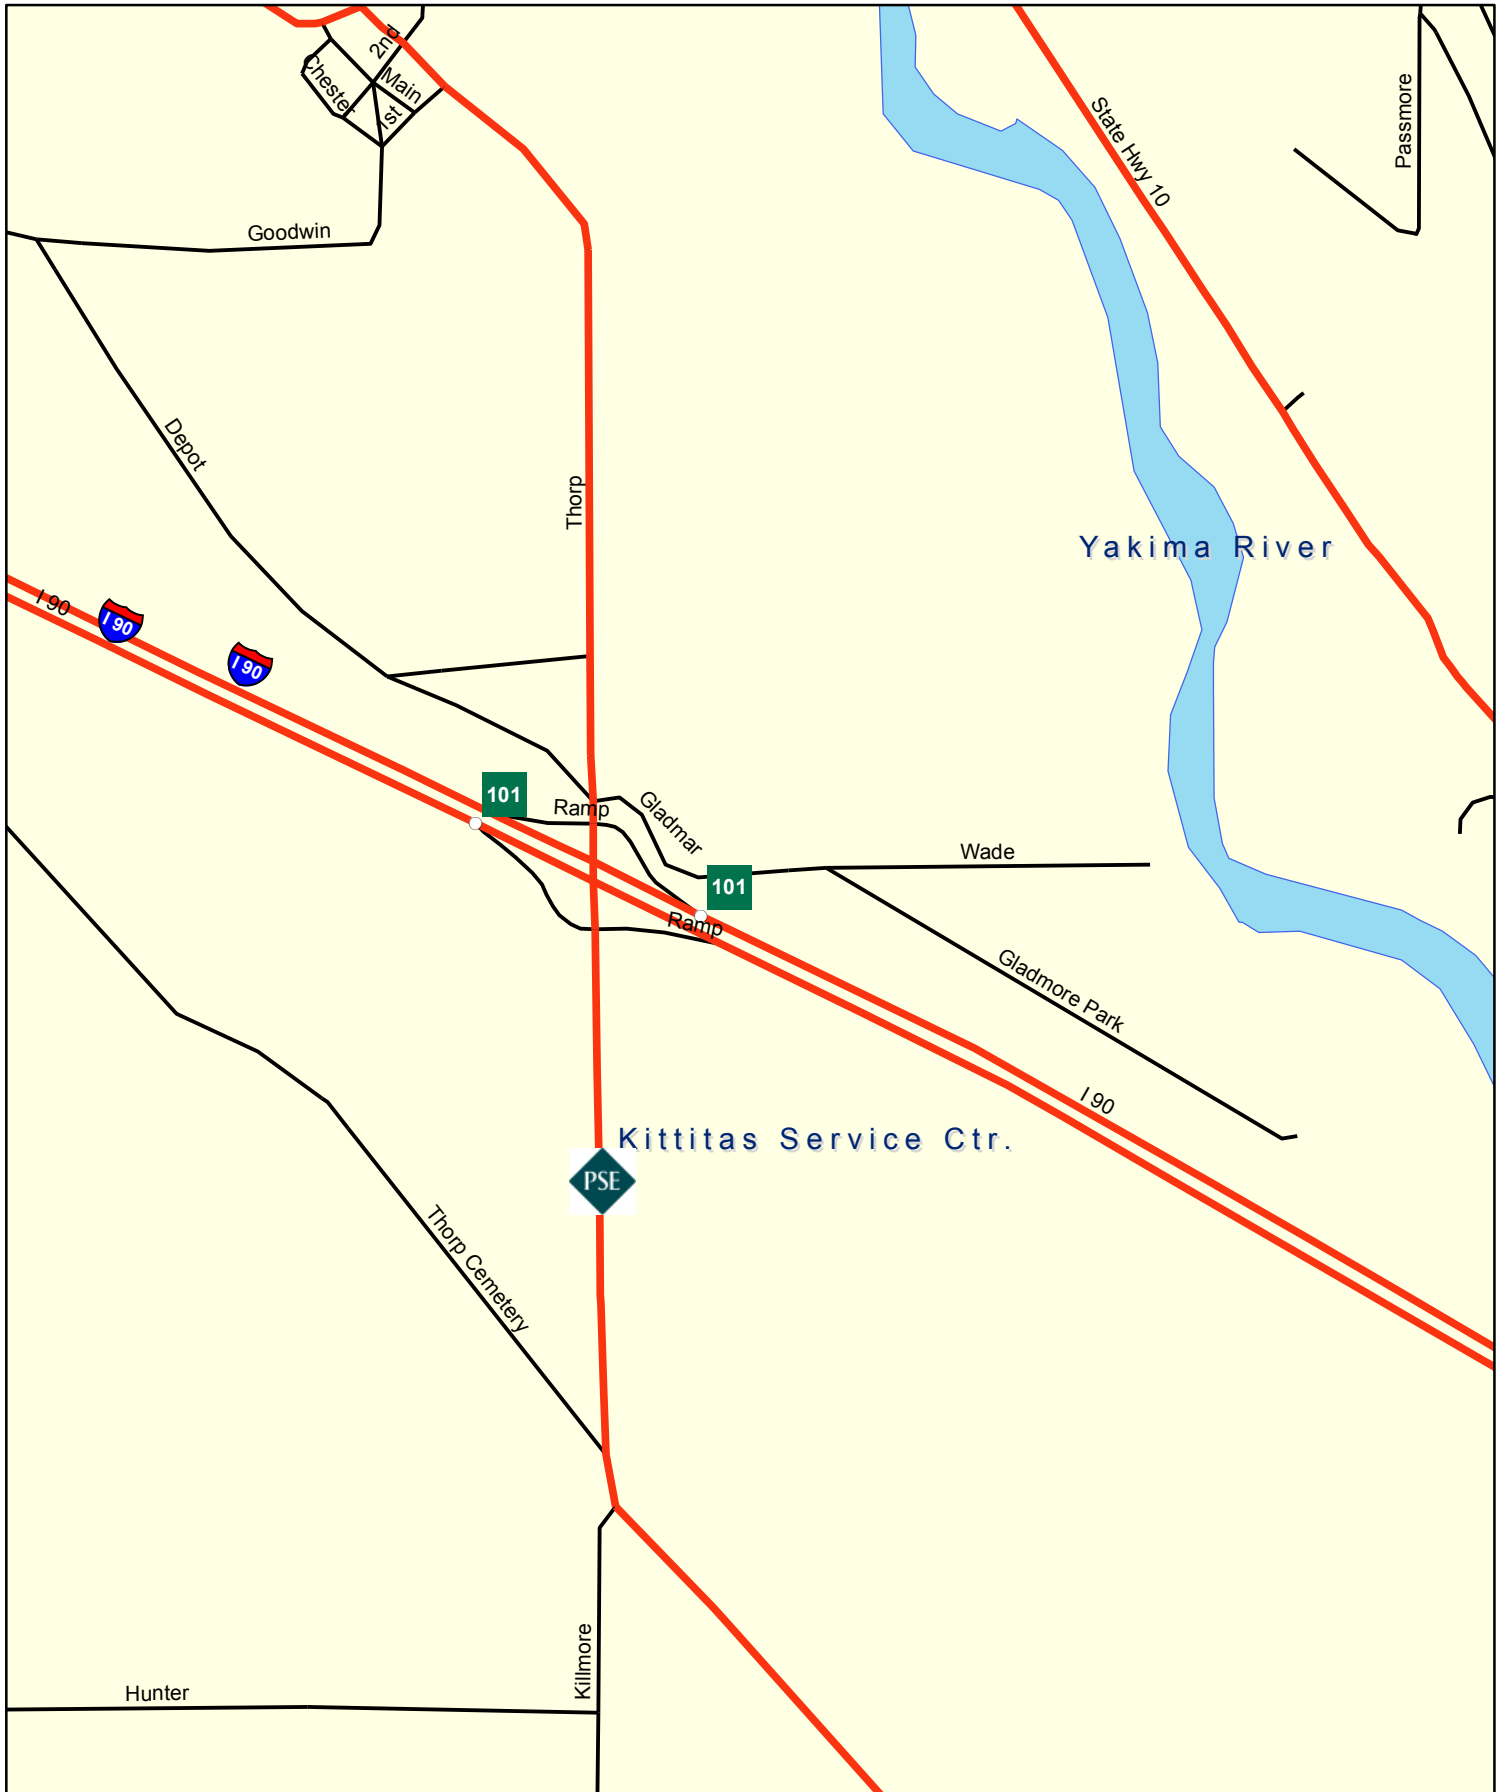 2nd
Main
Chester
1st
Passmore
State Hwy 10
Goodwin
Depot
Thorp
Yakima River
I 90
I 90
I 90
101
Ramp
Gladmar
Wade
101
Ramp
Gladmore Park
I 90
Kittitas Service Ctr.
PSE
Thorp Cemetery
Killmore
Hunter